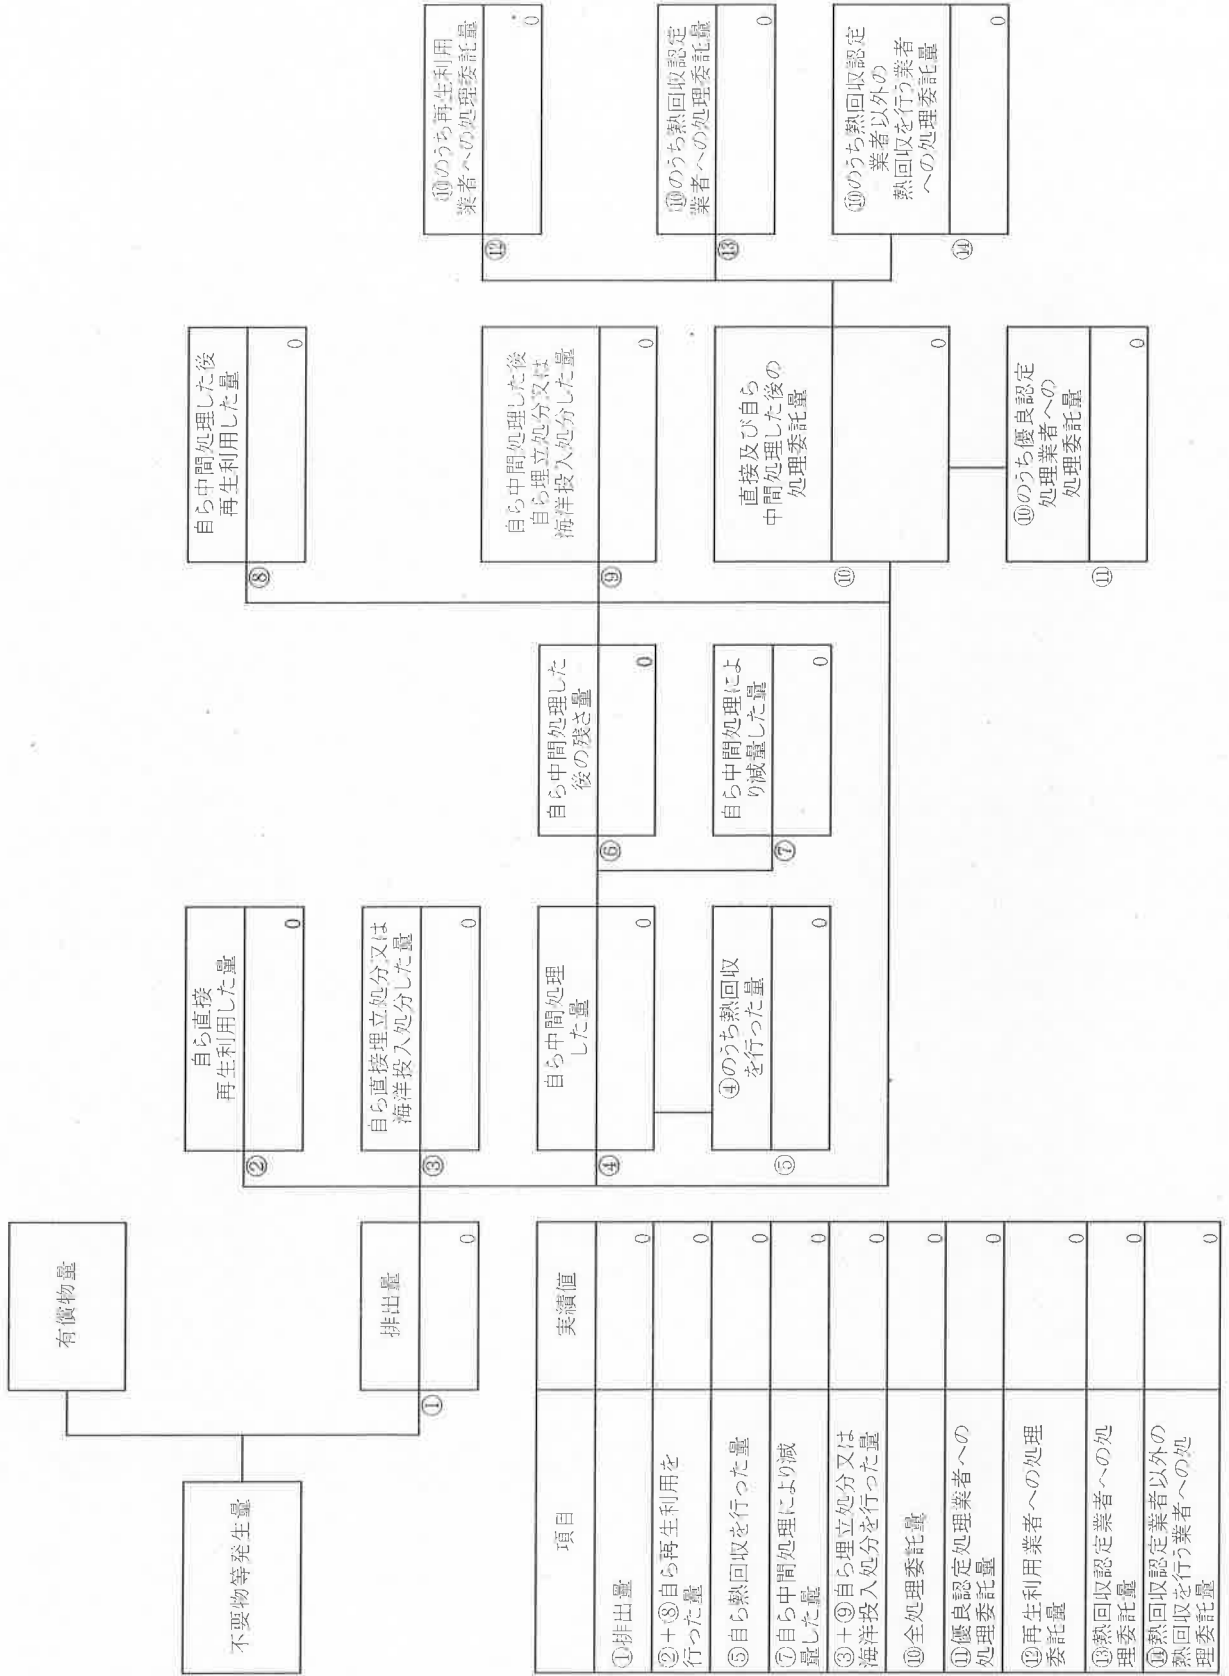 有償物量
不要物等発生量
排出量
①
0
②
自ら直接
再生利用した量
0
③
自ら直接埋立処分又は
海洋投入処分した量
0
④
自ら中間処理
した量
0
⑤
④のうち熱回収
を行った量
0
⑥
自ら中間処理した
後の残さ量
0
⑦
自ら中間処理によ
り減量した量
0
⑧
自ら中間処理した後
再生利用した量
0
⑨
自ら中間処理した後
自ら埋立処分又は
海洋投入処分した量
0
⑩
直接及び自ら
中間処理した後の
処理委託量
0
⑪
⑩のうち優良認定
処理業者への
処理委託量
0
⑫
⑩のうち再生利用
業者への処理委託量
0
⑬
⑩のうち熱回収認定
業者への処理委託量
0
⑭
⑩のうち熱回収認定
業者以外の
熱回収を行う業者
への処理委託量
0
項目 実績値
①排出量 0
②+⑧自ら再生利用を
行った量 0
⑤自ら熱回収を行った量 0
⑦自ら中間処理により減
量した量 0
③+⑨自ら埋立処分又は
海洋投入処分を行った量 0
⑩全処理委託量 0
⑪優良認定処理業者への
処理委託量 0
⑫再生利用業者への処理
委託量 0
⑬熱回収認定業者への処
理委託量 0
⑭熱回収認定業者以外の
熱回収を行う業者への処
理委託量 0